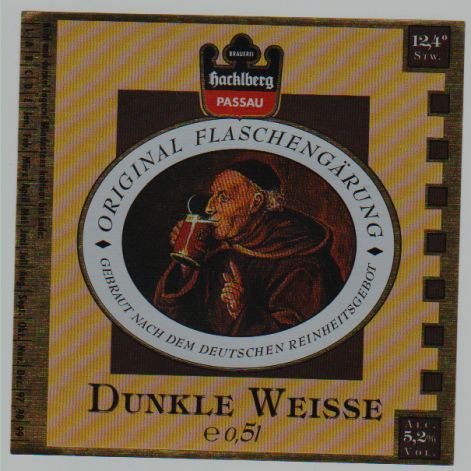 BRAUEREI
Hacklberg
PASSAU
12,4°
STW.
ORIGINAL FLASCHENGÄRUNG
GEBRAUT NACH DEM DEUTSCHEN REINHEITSGEBOT
DUNKLE WEISSE
e 0,5l
ALC.
5,2%
VOL.